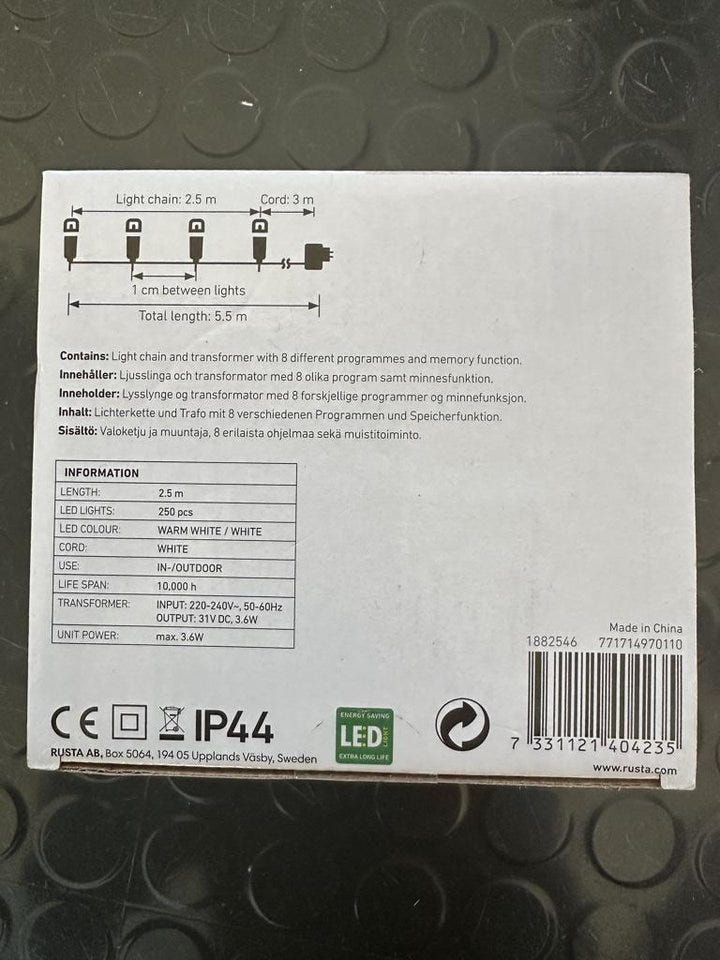 Light chain: 2.5 m Cord: 3 m
1 cm between lights
Total length: 5.5 m
Contains: Light chain and transformer with 8 different programmes and memory function.
Innehåller: Ljusslinga och transformator med 8 olika program samt minnesfunktion.
Inneholder: Lysslynge og transformator med 8 forskjellige programmer og minnefunksjon.
Inhalt: Lichterkette und Trafo mit 8 verschiedenen Programmen und Speicherfunktion.
Sisältö: Valoketju ja muuntaja, 8 erilaista ohjelmaa sekä muistitoiminto.
INFORMATION
LENGTH: 2.5 m
LED LIGHTS: 250 pcs
LED COLOUR: WARM WHITE / WHITE
CORD: WHITE
USE: IN-/OUTDOOR
LIFE SPAN: 10,000 h
TRANSFORMER: INPUT: 220-240V~, 50-60Hz
OUTPUT: 31V DC, 3.6W
UNIT POWER: max. 3.6W
Made in China
1882546 771714970110
7 331121 404235
www.rusta.com
CE IP44
RUSTA AB, Box 5064, 194 05 Upplands Väsby, Sweden
ENERGY SAVING
LED LIGHT
EXTRA LONG LIFE